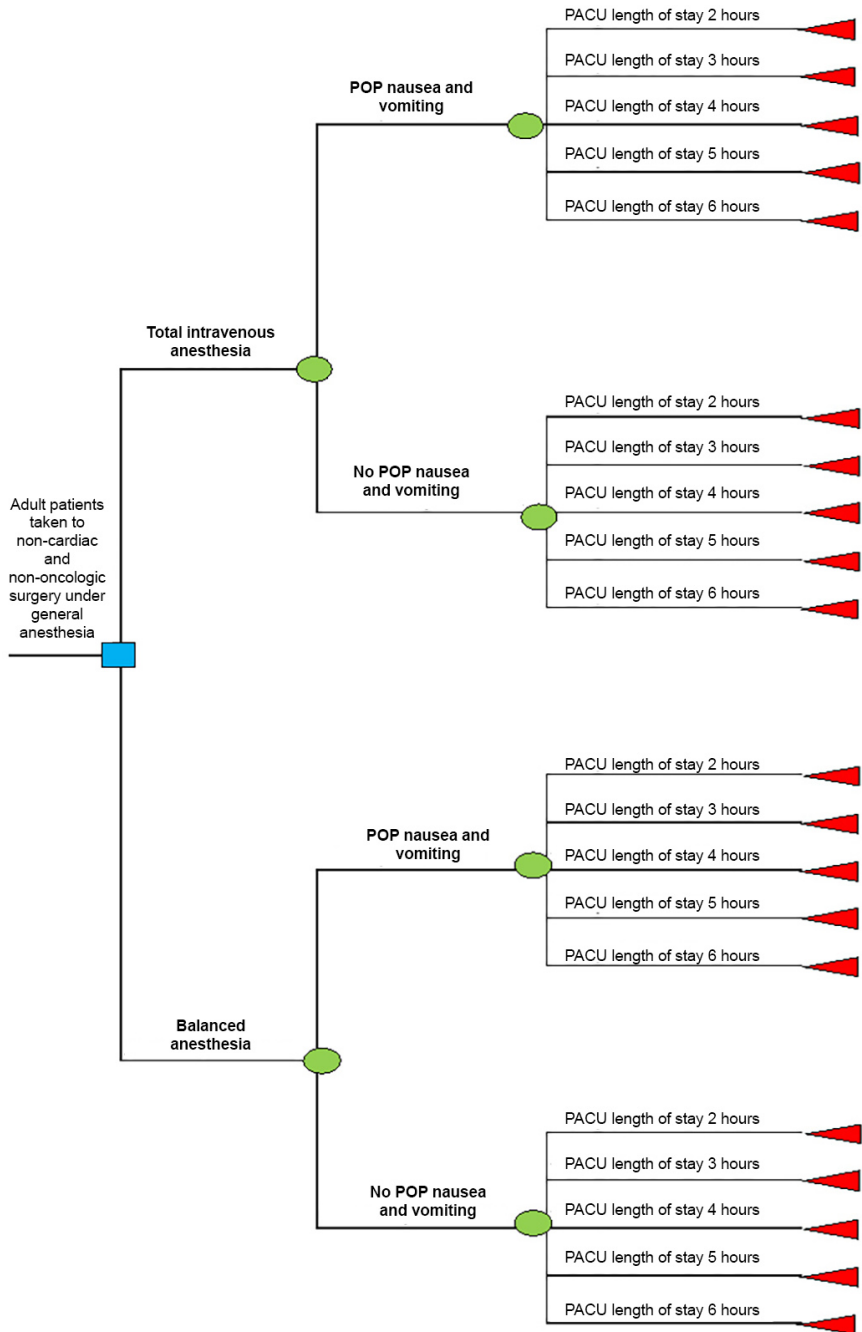 PACU length of stay 2 hours
PACU length of stay 3 hours
POP nausea and
vomiting
PACU length of stay 4 hours
PACU length of stay 5 hours
PACU length of stay 6 hours
Total intravenous
anesthesia
PACU length of stay 2 hours
PACU length of stay 3 hours
No POP nausea
and vomiting
PACU length of stay 4 hours
PACU length of stay 5 hours
PACU length of stay 6 hours
Adult patients
taken to
non-cardiac
and
non-oncologic
surgery under
general
anesthesia
PACU length of stay 2 hours
PACU length of stay 3 hours
POP nausea and
vomiting
PACU length of stay 4 hours
PACU length of stay 5 hours
PACU length of stay 6 hours
Balanced
anesthesia
PACU length of stay 2 hours
PACU length of stay 3 hours
No POP nausea
and vomiting
PACU length of stay 4 hours
PACU length of stay 5 hours
PACU length of stay 6 hours